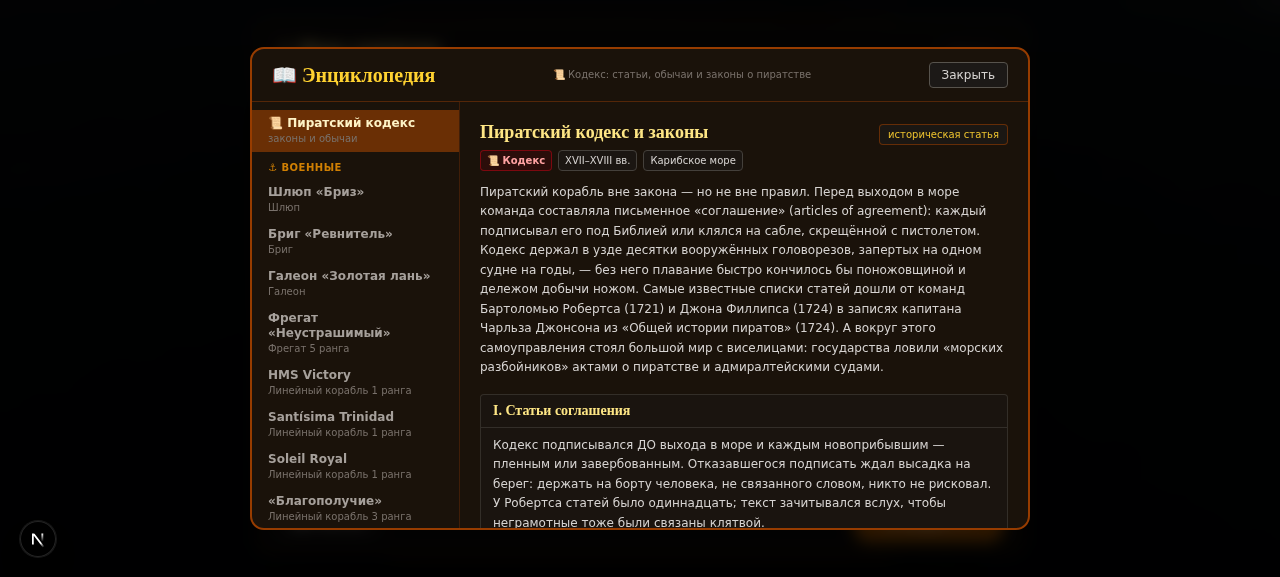 📖 Энциклопедия
📜 Кодекс: статьи, обычаи и законы о пиратстве
Закрыть
📜 Пиратский кодекс
законы и обычаи
⚓ ВОЕННЫЕ
Шлюп «Бриз»
Шлюп
Бриг «Ревнитель»
Бриг
Галеон «Золотая лань»
Галеон
Фрегат
«Неустрашимый»
Фрегат 5 ранга
HMS Victory
Линейный корабль 1 ранга
Santísima Trinidad
Линейный корабль 1 ранга
Soleil Royal
Линейный корабль 1 ранга
«Благополучие»
Линейный корабль 3 ранга
Пиратский кодекс и законы
историческая статья
📜 Кодекс
XVII–XVIII вв.
Карибское море
Пиратский корабль вне закона — но не вне правил. Перед выходом в море
команда составляла письменное «соглашение» (articles of agreement): каждый
подписывал его под Библией или клялся на сабле, скрещённой с пистолетом.
Кодекс держал в узде десятки вооружённых головорезов, запертых на одном
судне на годы, — без него плавание быстро кончилось бы поножовщиной и
дележом добычи ножом. Самые известные списки статей дошли от команд
Бартоломью Робертса (1721) и Джона Филлипса (1724) в записях капитана
Чарльза Джонсона из «Общей истории пиратов» (1724). А вокруг этого
самоуправления стоял большой мир с виселицами: государства ловили «морских
разбойников» актами о пиратстве и адмиралтейскими судами.
I. Статьи соглашения
Кодекс подписывался ДО выхода в море и каждым новоприбывшим —
пленным или завербованным. Отказавшегося подписать ждал высадка на
берег: держать на борту человека, не связанного словом, никто не рисковал.
У Робертса статей было одиннадцать; текст зачитывался вслух, чтобы
неграмотные тоже были связаны клятвой.
N